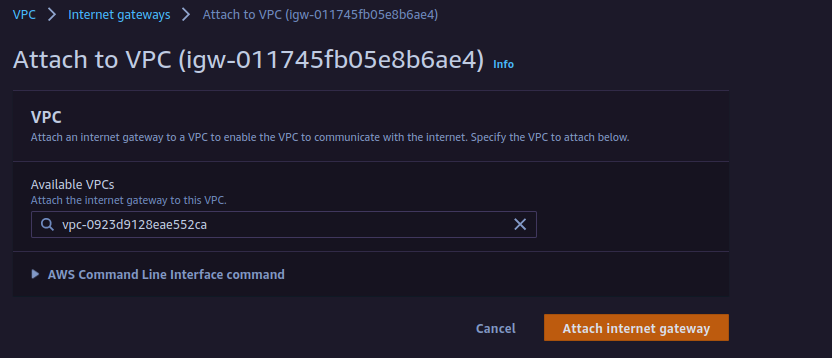 VPC > Internet gateways > Attach to VPC (igw-011745fb05e8b6ae4)
Attach to VPC (igw-011745fb05e8b6ae4) Info
VPC
Attach an internet gateway to a VPC to enable the VPC to communicate with the internet. Specify the VPC to attach below.
Available VPCs
Attach the internet gateway to this VPC.
vpc-0923d9128eae552ca
AWS Command Line Interface command
Cancel Attach internet gateway